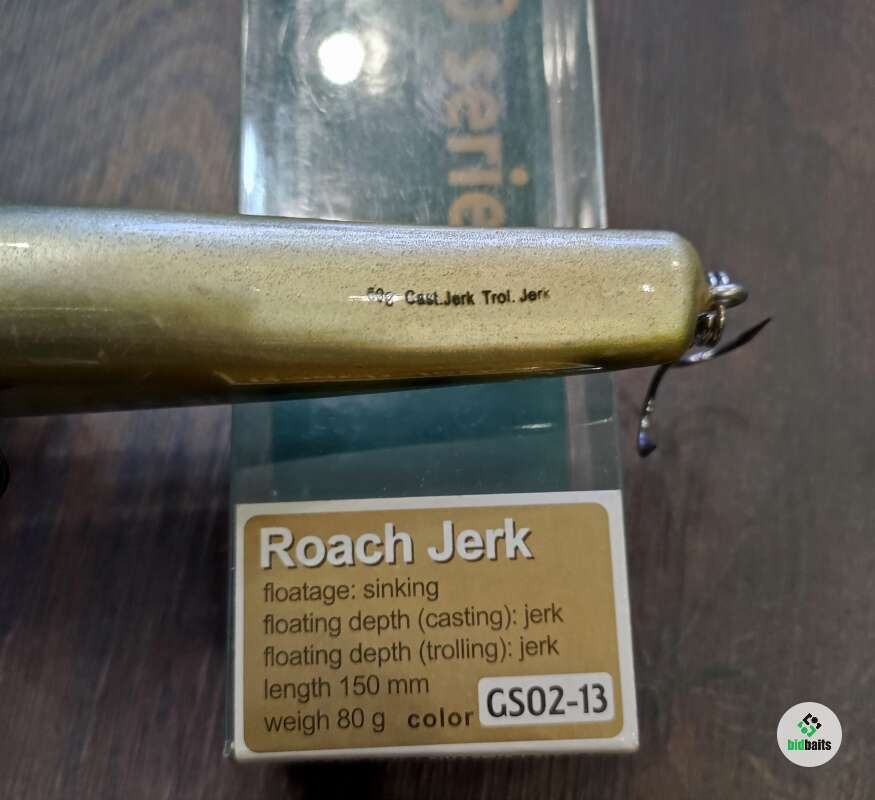 serie
Cast.Jerk Trol. Jerk
Roach Jerk
floatage: sinking
floating depth (casting): jerk
floating depth (trolling): jerk
length 150 mm
weigh 80 g color GS02-13
bidbaits